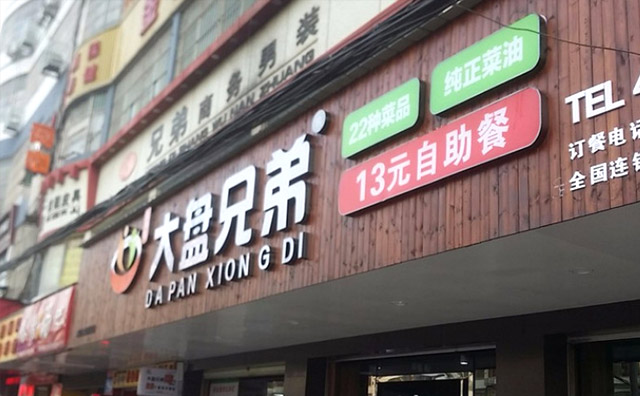 兄弟商务男装
22种菜品
纯正菜油
13元自助餐
大盘兄弟
DA PAN XIONG DI
TEL
订餐电话
全国连锁